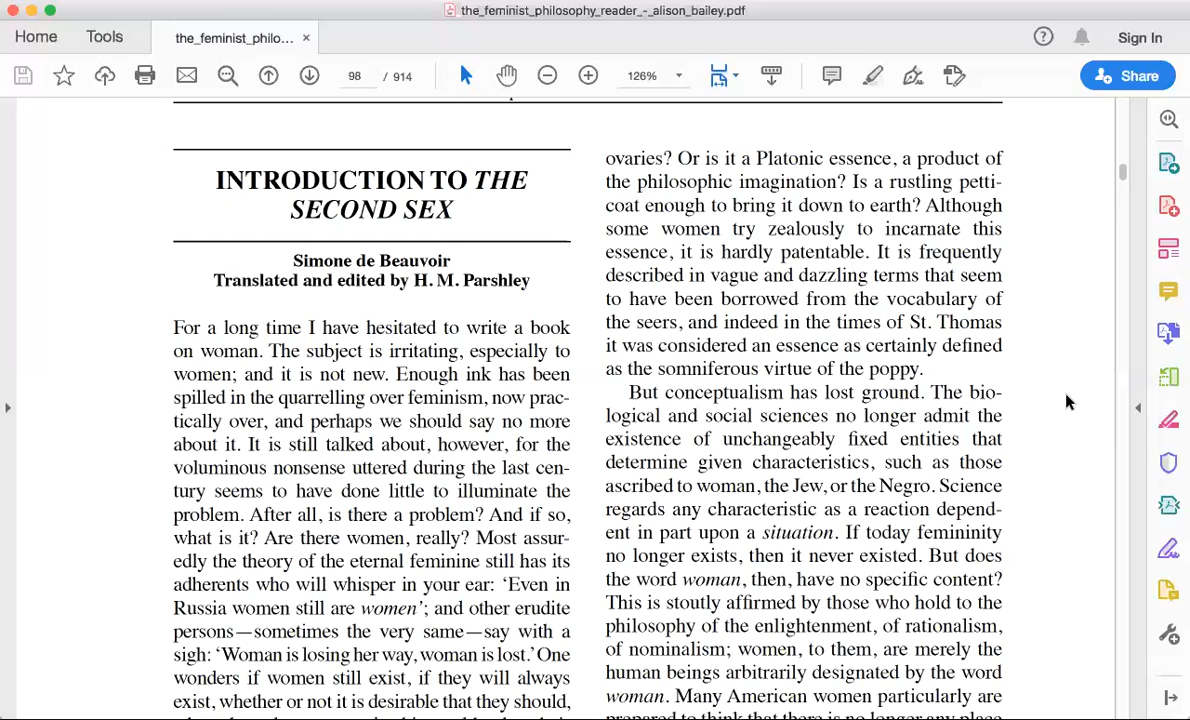 the_feminist_philosophy_reader_-_alison_bailey.pdf
Home
Tools
the_feminist_philo...
×
Sign In
98
/ 914
126%
Share
INTRODUCTION TO THE
SECOND SEX
Simone de Beauvoir
Translated and edited by H. M. Parshley
For a long time I have hesitated to write a book
on woman. The subject is irritating, especially to
women; and it is not new. Enough ink has been
spilled in the quarrelling over feminism, now prac-
tically over, and perhaps we should say no more
about it. It is still talked about, however, for the
voluminous nonsense uttered during the last cen-
tury seems to have done little to illuminate the
problem. After all, is there a problem? And if so,
what is it? Are there women, really? Most assur-
edly the theory of the eternal feminine still has its
adherents who will whisper in your ear: ‘Even in
Russia women still are women’; and other erudite
persons—sometimes the very same—say with a
sigh: ‘Woman is losing her way, woman is lost.’ One
wonders if women still exist, if they will always
exist, whether or not it is desirable that they should,
ovaries? Or is it a Platonic essence, a product of
the philosophic imagination? Is a rustling petti-
coat enough to bring it down to earth? Although
some women try zealously to incarnate this
essence, it is hardly patentable. It is frequently
described in vague and dazzling terms that seem
to have been borrowed from the vocabulary of
the seers, and indeed in the times of St. Thomas
it was considered an essence as certainly defined
as the somniferous virtue of the poppy.
But conceptualism has lost ground. The bio-
logical and social sciences no longer admit the
existence of unchangeably fixed entities that
determine given characteristics, such as those
ascribed to woman, the Jew, or the Negro. Science
regards any characteristic as a reaction depend-
ent in part upon a situation. If today femininity
no longer exists, then it never existed. But does
the word woman, then, have no specific content?
This is stoutly affirmed by those who hold to the
philosophy of the enlightenment, of rationalism,
of nominalism; women, to them, are merely the
human beings arbitrarily designated by the word
woman. Many American women particularly are
prepared to think that there is no longer any place